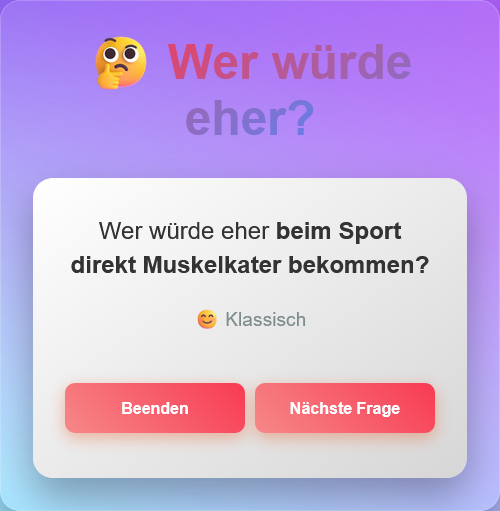 🤔 Wer würde
eher?
Wer würde eher beim Sport
direkt Muskelkater bekommen?
😊 Klassisch
Beenden
Nächste Frage